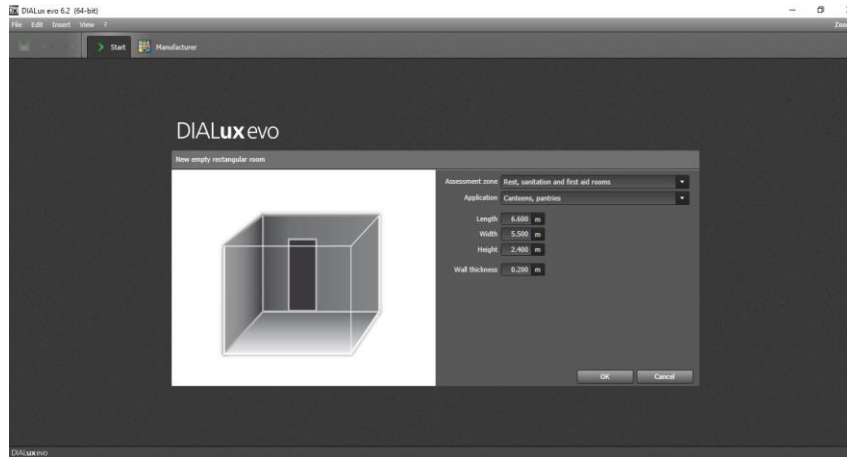 DIALux evo 6.2 (64-bit)
File Edit Insert View ?
Start Manufacturer
DIALux evo
New empty rectangular room
Assessment zone Rest, sanitation and first aid rooms
Application Canteens, pantries
Length 6.600 m
Width 5.500 m
Height 2.400 m
Wall thickness 0.200 m
OK Cancel
DIALux evo